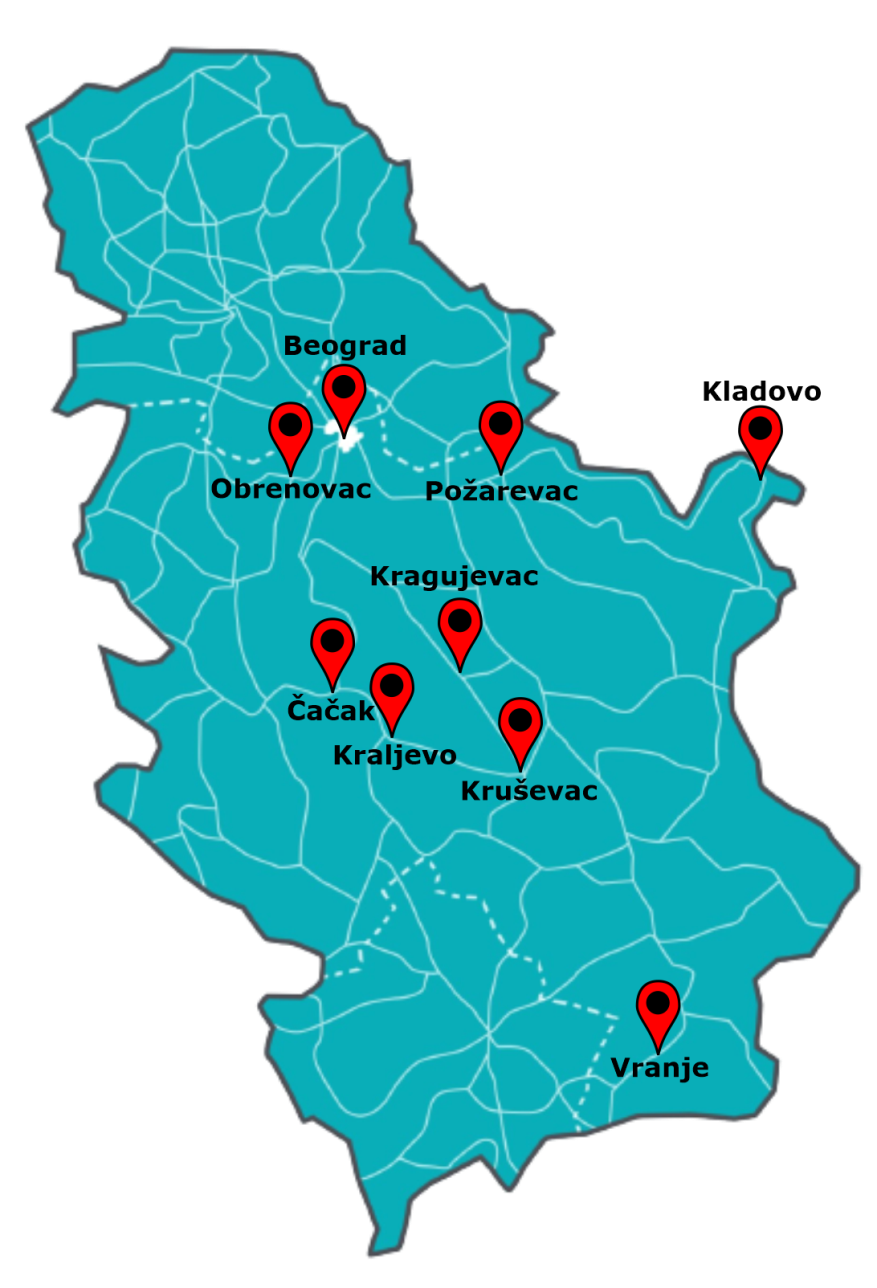 Beograd
Kladovo
Obrenovac
Požarevac
Kragujevac
Čačak
Kraljevo
Kruševac
Vranje